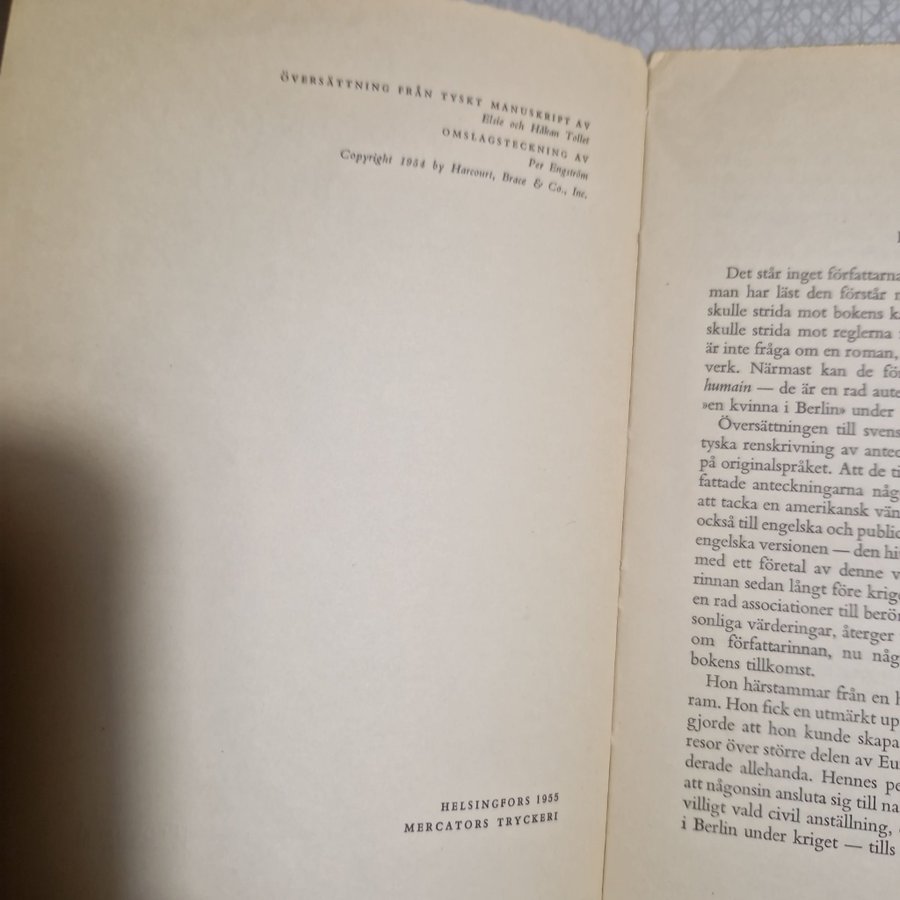 ÖVERSÄTTNING FRÅN TYSKT MANUSKRIPT AV
Elsie och Håkan Tollet
OMSLAGSTECKNING AV
Per Engström
Copyright 1954 by Harcourt, Brace & Co., Inc.
HELSINGFORS 1955
MERCATORS TRYCKERI
Det står inget författarna
man har läst den förstår
skulle strida mot bokens
skulle strida mot reglerna
är inte fråga om en roman,
verk. Närmast kan de
humain — de är en rad
»en kvinna i Berlin» under
Översättningen till
tyska renskrivning av
på originalspråket. Att de
fattade anteckningarna
att tacka en amerikansk
också till engelska och
engelska versionen — den
med ett företal av denne
rinnan sedan långt före
en rad associationer till
sonliga värderingar, återger
om författarinnan, nu
bokens tillkomst.
Hon härstammar från en
ram. Hon fick en utmärkt
gjorde att hon kunde skapa
resor över större delen av
derade allehanda. Hennes
att någonsin ansluta sig till
villigt vald civil anställning,
i Berlin under kriget — tills